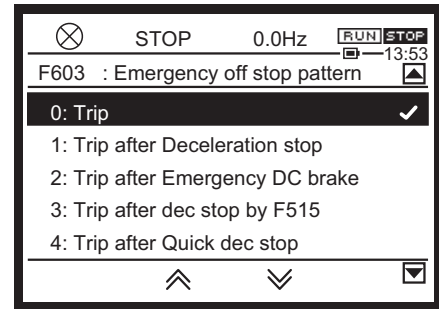 STOP 0.0Hz RUN STOP
13:53
F603 : Emergency off stop pattern
0: Trip
1: Trip after Deceleration stop
2: Trip after Emergency DC brake
3: Trip after dec stop by F515
4: Trip after Quick dec stop